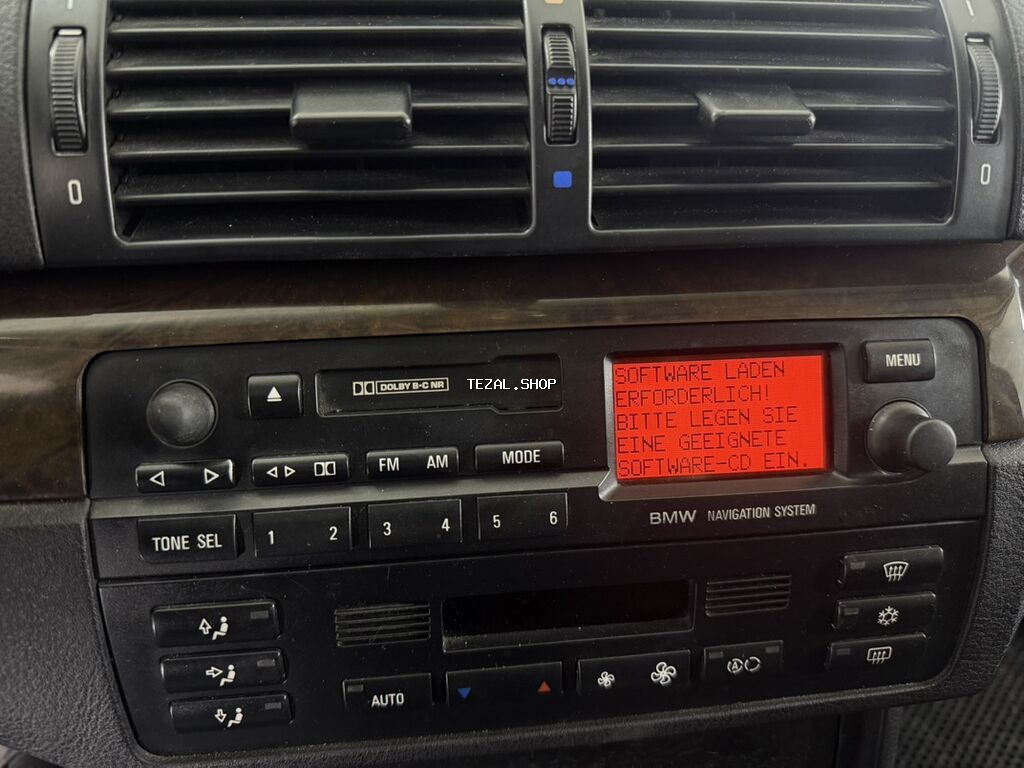 0
0
DOLBY B-C NR
TEZAL.SHOP
SOFTWARE LADEN
ERFORDERLICH!
BITTE LEGEN SIE
EINE GEEIGNETE
SOFTWARE-CD EIN.
MENU
FM AM
MODE
BMW NAVIGATION SYSTEM
TONE SEL
1 2
3 4
5 6
AUTO
A